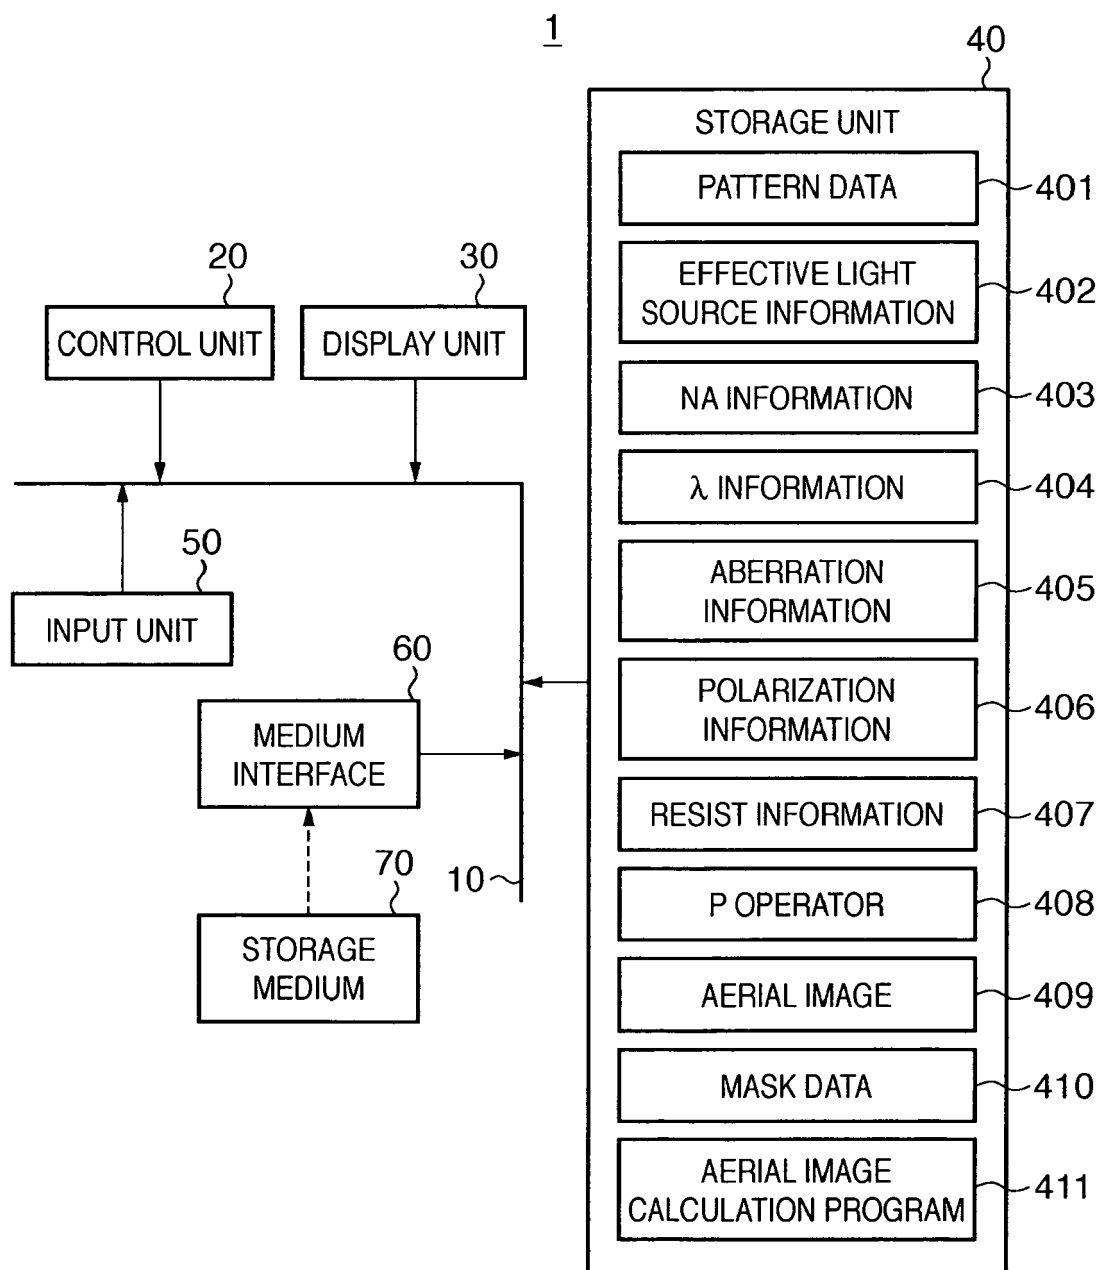 1
40
STORAGE UNIT
PATTERN DATA
401
EFFECTIVE LIGHT
SOURCE INFORMATION
402
NA INFORMATION
403
λ INFORMATION
404
ABERRATION
INFORMATION
405
POLARIZATION
INFORMATION
406
RESIST INFORMATION
407
P OPERATOR
408
AERIAL IMAGE
409
MASK DATA
410
AERIAL IMAGE
CALCULATION PROGRAM
411
20
CONTROL UNIT
30
DISPLAY UNIT
50
INPUT UNIT
60
MEDIUM
INTERFACE
10
70
STORAGE
MEDIUM